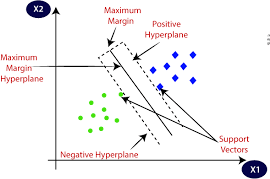 X2
Maximum
Margin
Positive
Hyperplane
Maximum
Margin
Hyperplane
Support
Vectors
Negative Hyperplane
X1